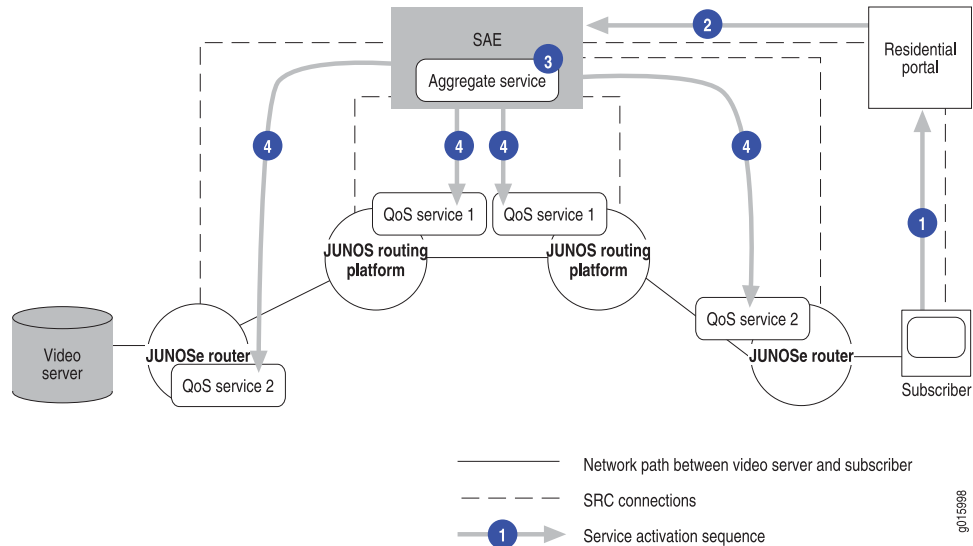 2
SAE
Residential
portal
3
Aggregate service
4
4
4
4
1
QoS service 1
QoS service 1
JUNOS routing
platform
JUNOS routing
platform
QoS service 2
Video
server
JUNOSe router
JUNOSe router
QoS service 2
Subscriber
Network path between video server and subscriber
SRC connections
1
Service activation sequence
g015998